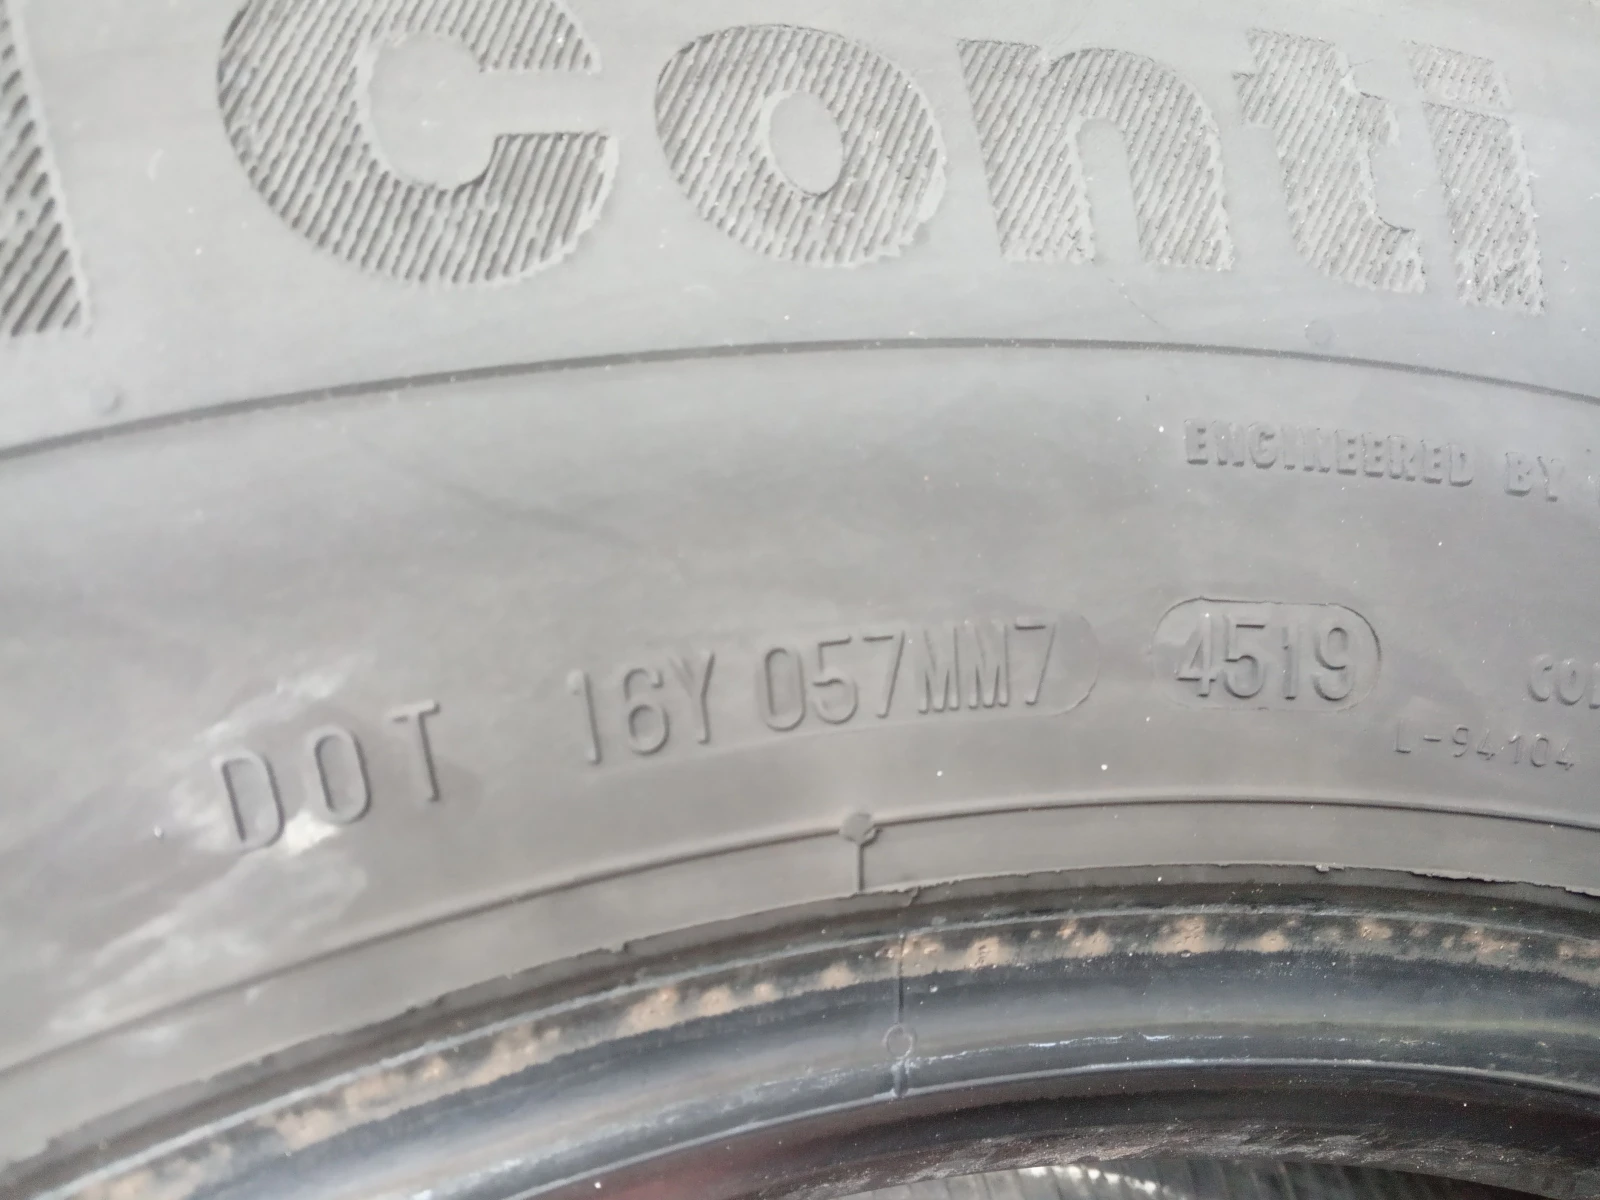 Conti
ENGINEERED BY
DOT 16Y 057MM7 4519
L-94104